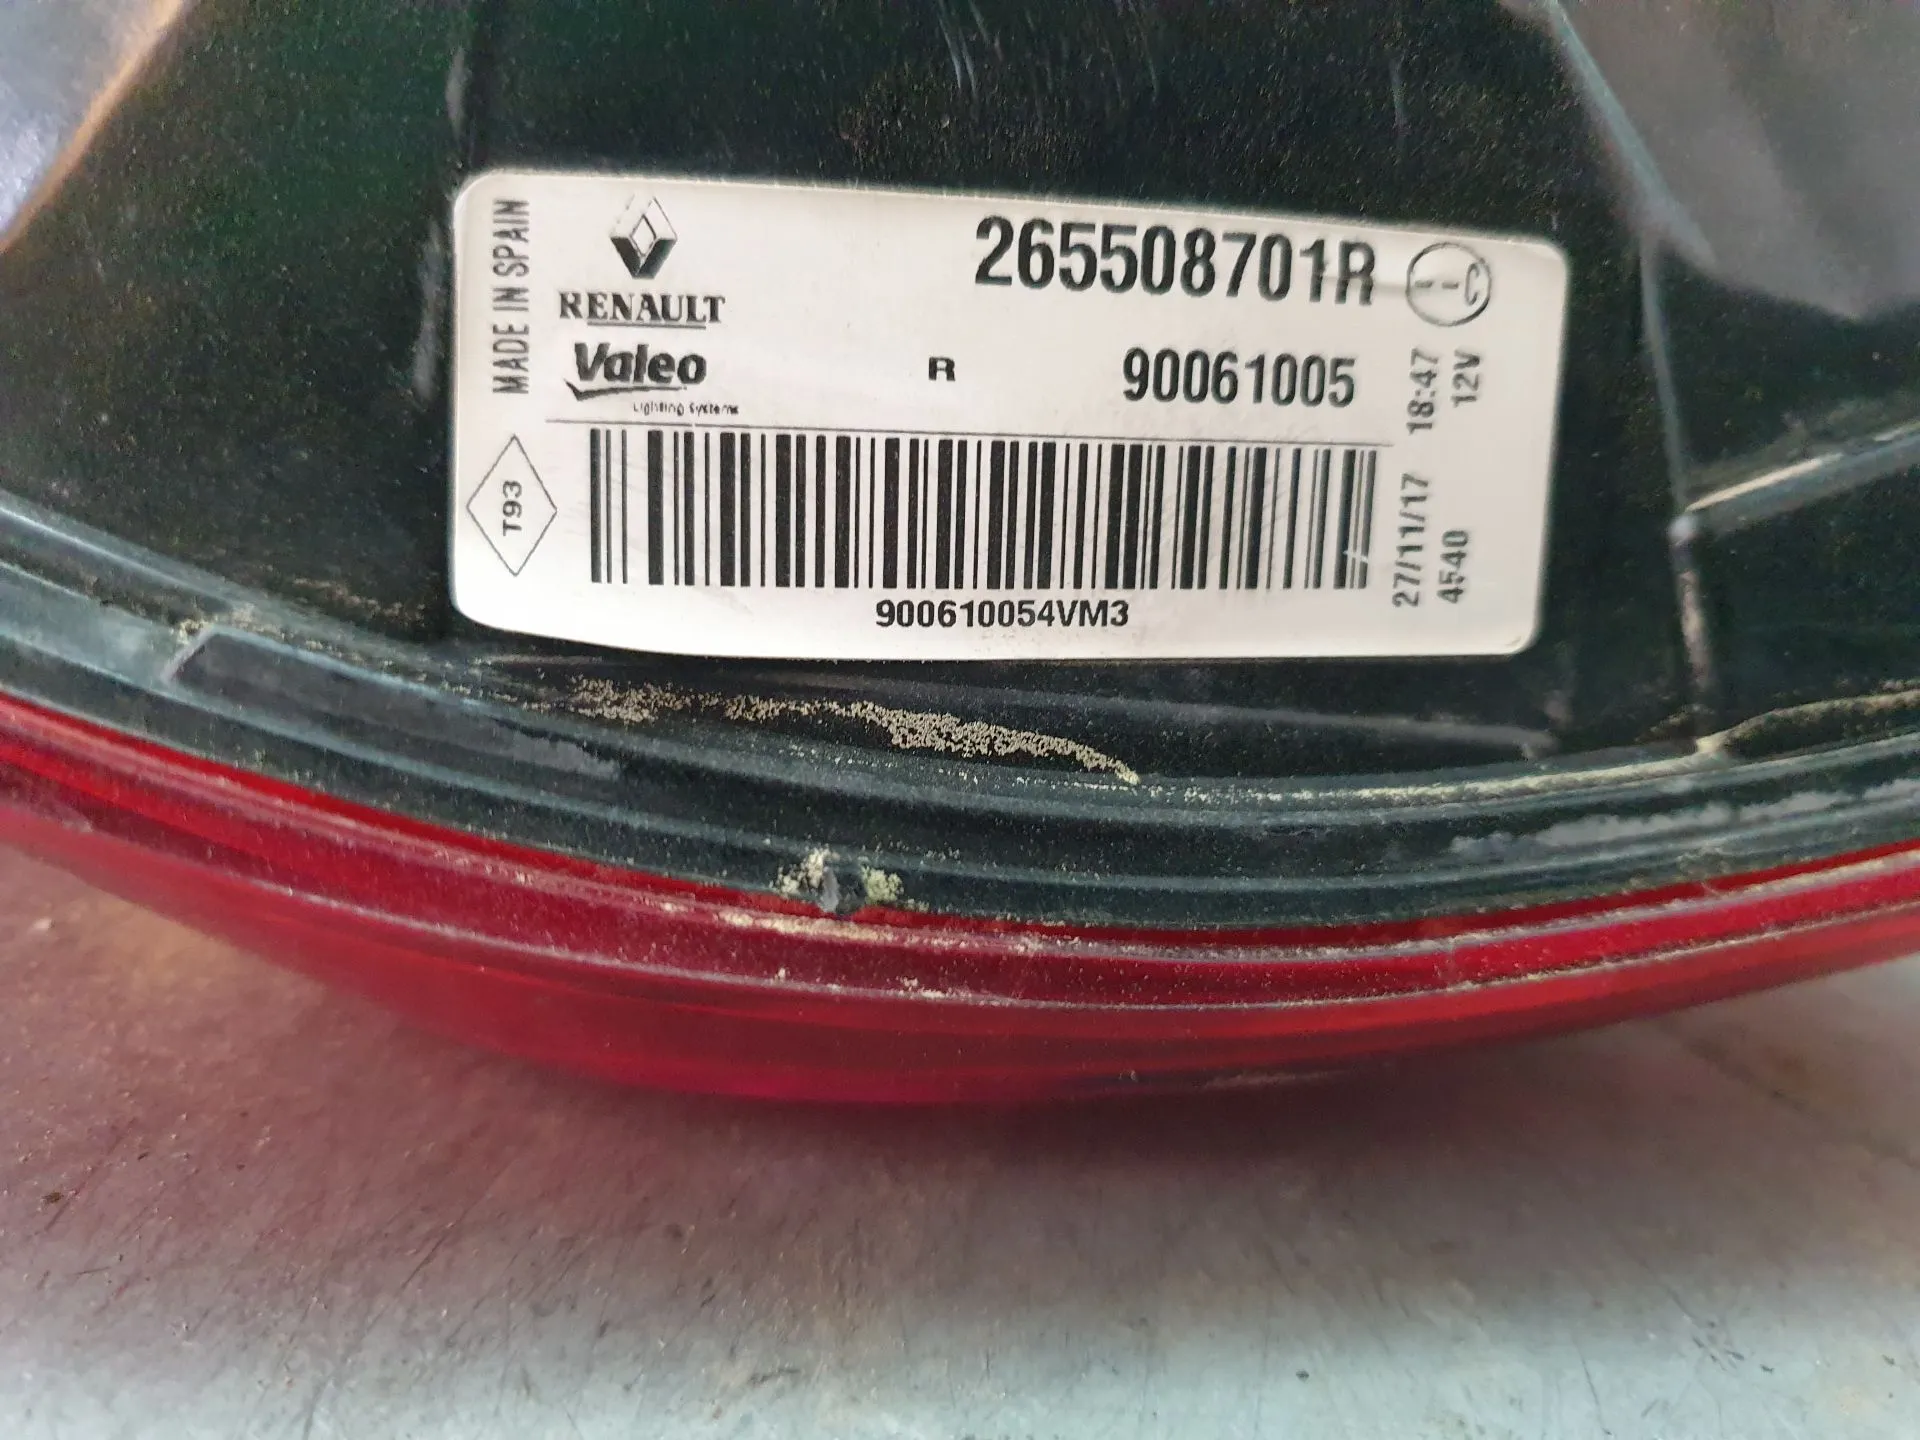 MADE IN SPAIN
RENAULT
265508701R
Valeo
Lighting Systems
R
90061005
18:47
12V
T93
27/11/17
4540
900610054VM3